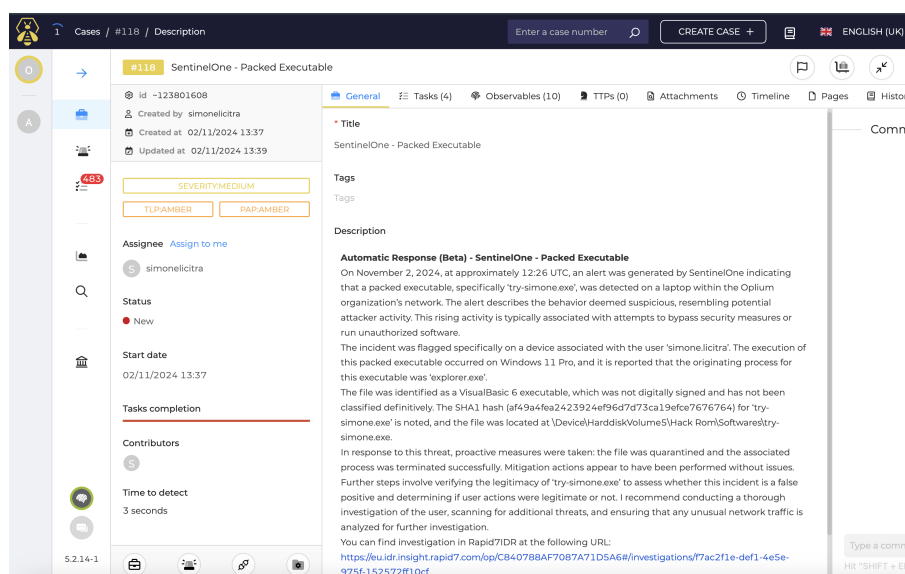 1 Cases / #118 / Description
Enter a case number
CREATE CASE +
ENGLISH (UK)
O
A
483
5.2.14-1
#118 SentinelOne - Packed Executable
id ~123801608
Created by simonelicitra
Created at 02/11/2024 13:37
Updated at 02/11/2024 13:39
SEVERITY:MEDIUM
TLP:AMBER PAP:AMBER
Assignee Assign to me
S simonelicitra
Status
New
Start date
02/11/2024 13:37
Tasks completion
Contributors
S
Time to detect
3 seconds
General Tasks (4) Observables (10) TTPs (0) Attachments Timeline Pages Histor
* Title
SentinelOne - Packed Executable
Tags
Tags
Description
Automatic Response (Beta) - SentinelOne - Packed Executable
On November 2, 2024, at approximately 12:26 UTC, an alert was generated by SentinelOne indicating
that a packed executable, specifically 'try-simone.exe', was detected on a laptop within the Oplium
organization's network. The alert describes the behavior deemed suspicious, resembling potential
attacker activity. This rising activity is typically associated with attempts to bypass security measures or
run unauthorized software.
The incident was flagged specifically on a device associated with the user 'simone.licitra'. The execution of
this packed executable occurred on Windows 11 Pro, and it is reported that the originating process for
this executable was 'explorer.exe'.
The file was identified as a VisualBasic 6 executable, which was not digitally signed and has not been
classified definitively. The SHA1 hash (af49a4fea2423924ef96d7d73ca19efce7676764) for 'try-
simone.exe' is noted, and the file was located at \Device\HarddiskVolume5\Hack Rom\Softwares\try-
simone.exe.
In response to this threat, proactive measures were taken: the file was quarantined and the associated
process was terminated successfully. Mitigation actions appear to have been performed without issues.
Further steps involve verifying the legitimacy of 'try-simone.exe' to assess whether this incident is a false
positive and determining if user actions were legitimate or not. I recommend conducting a thorough
investigation of the user, scanning for additional threats, and ensuring that any unusual network traffic is
analyzed for further investigation.
You can find investigation in Rapid7IDR at the following URL:
https://eu.idr.insight.rapid7.com/op/C840788AF7087A71D5A6#/investigations/f7ac2f1e-def1-4e5e-
975f-152572ff10cf
Comm
Type a comm
Hit "SHIFT + E